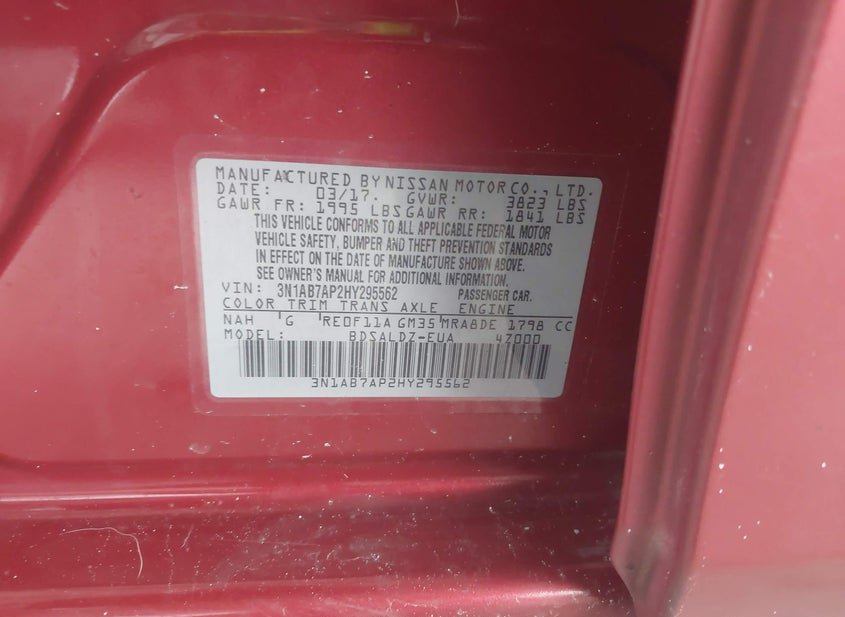 MANUFACTURED BY NISSAN MOTOR CO., LTD.
DATE: 03/17. GVWR: 3823 LBS
GAWR FR: 1995 LBS GAWR RR: 1841 LBS
THIS VEHICLE CONFORMS TO ALL APPLICABLE FEDERAL MOTOR
VEHICLE SAFETY, BUMPER AND THEFT PREVENTION STANDARDS
IN EFFECT ON THE DATE OF MANUFACTURE SHOWN ABOVE.
SEE OWNER'S MANUAL FOR ADDITIONAL INFORMATION.
VIN: 3N1AB7AP2HY295562 PASSENGER CAR.
COLOR TRIM TRANS AXLE ENGINE
NAH G RE0F11A GM35 MRA8DE 1798 CC
MODEL: BDSALDZ-EUA 4Z000
3N1AB7AP2HY295562